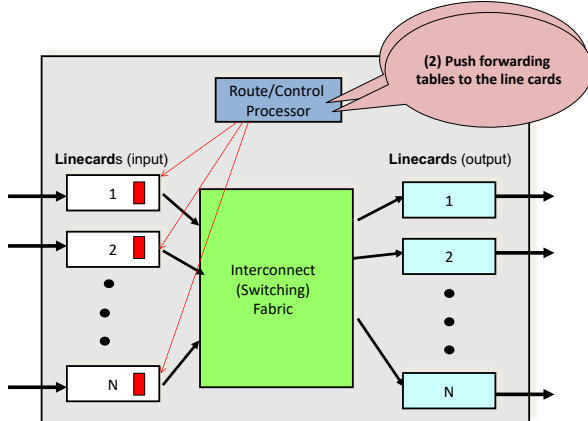 (2) Push forwarding
tables to the line cards
Route/Control
Processor
Linecards (input)
Linecards (output)
1
1
2
2
Interconnect
(Switching)
Fabric
N
N